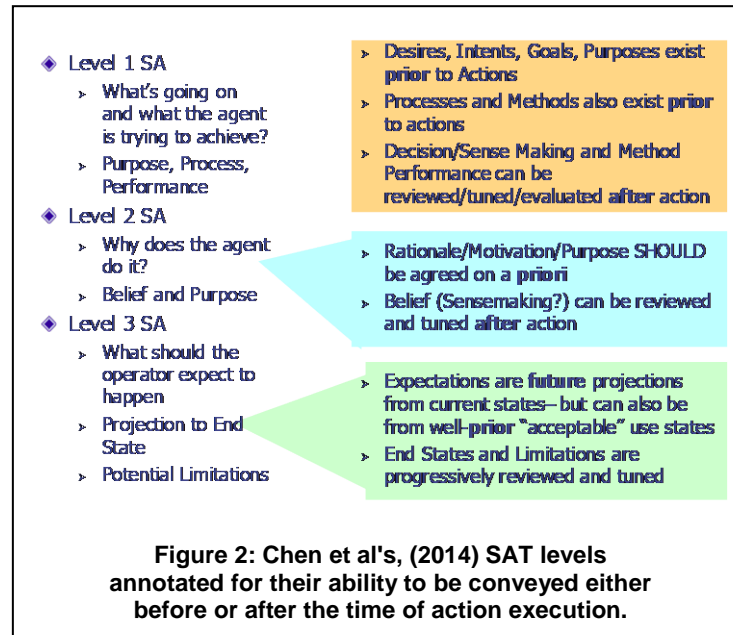 Level 1 SA
What's going on
and what the agent
is trying to achieve?
Purpose, Process,
Performance
Level 2 SA
Why does the agent
do it?
Belief and Purpose
Level 3 SA
What should the
operator expect to
happen
Projection to End
State
Potential Limitations
Desires, Intents, Goals, Purposes exist
prior to Actions
Processes and Methods also exist prior
to actions
Decision/Sense Making and Method
Performance can be
reviewed/tuned/evaluated after action
Rationale/Motivation/Purpose SHOULD
be agreed on a priori
Belief (Sensemaking?) can be reviewed
and tuned after action
Expectations are future projections
from current states–but can also be
from well-prior "acceptable" use states
End States and Limitations are
progressively reviewed and tuned
Figure 2: Chen et al's, (2014) SAT levels
annotated for their ability to be conveyed either
before or after the time of action execution.